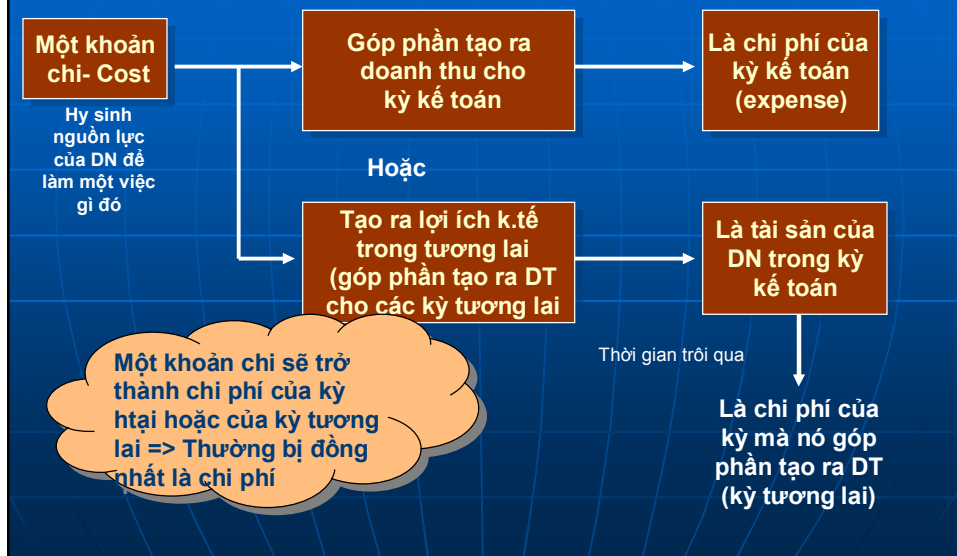 Một khoản
chi- Cost
Hy sinh
nguồn lực
của DN để
làm một việc
gì đó
Góp phần tạo ra
doanh thu cho
kỳ kế toán
Là chi phí của
kỳ kế toán
(expense)
Hoặc
Tạo ra lợi ích k.tế
trong tương lai
(góp phần tạo ra DT
cho các kỳ tương lai
Là tài sản của
DN trong kỳ
kế toán
Một khoản chi sẽ trở
thành chi phí của kỳ
htại hoặc của kỳ tương
lai => Thường bị đồng
nhất là chi phí
Thời gian trôi qua
Là chi phí của
kỳ mà nó góp
phần tạo ra DT
(kỳ tương lai)